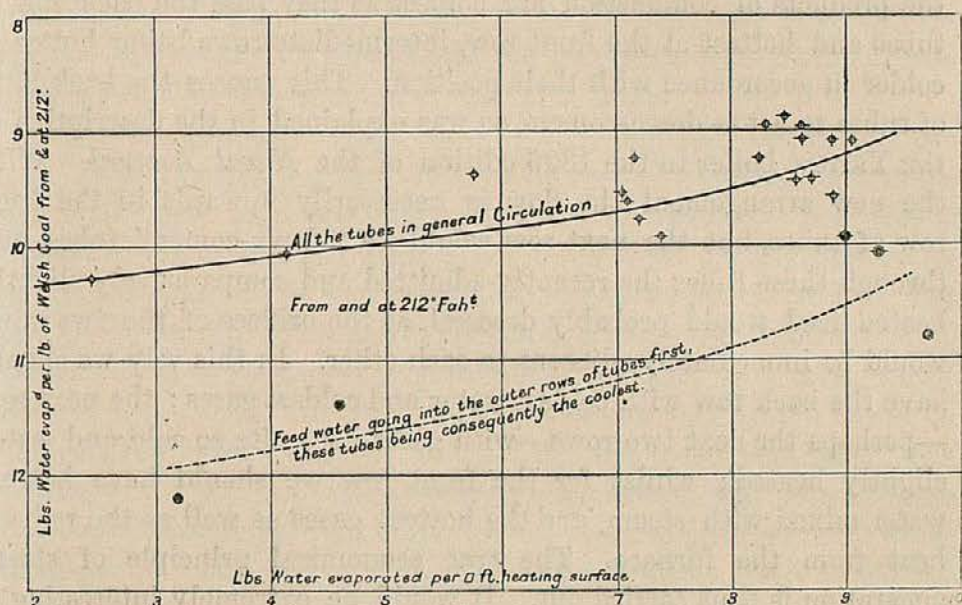 8
9
10
11
12
Lbs. Water evapᵈ per lb. of Welsh Coal from & at 212°
All the tubes in general Circulation
From and at 212° Fahᵗ
Feed water going into the outer rows of tubes first,
these tubes being consequently the coolest
Lbs. Water evaporated per □ ft. heating surface.
2
3
4
5
7
9